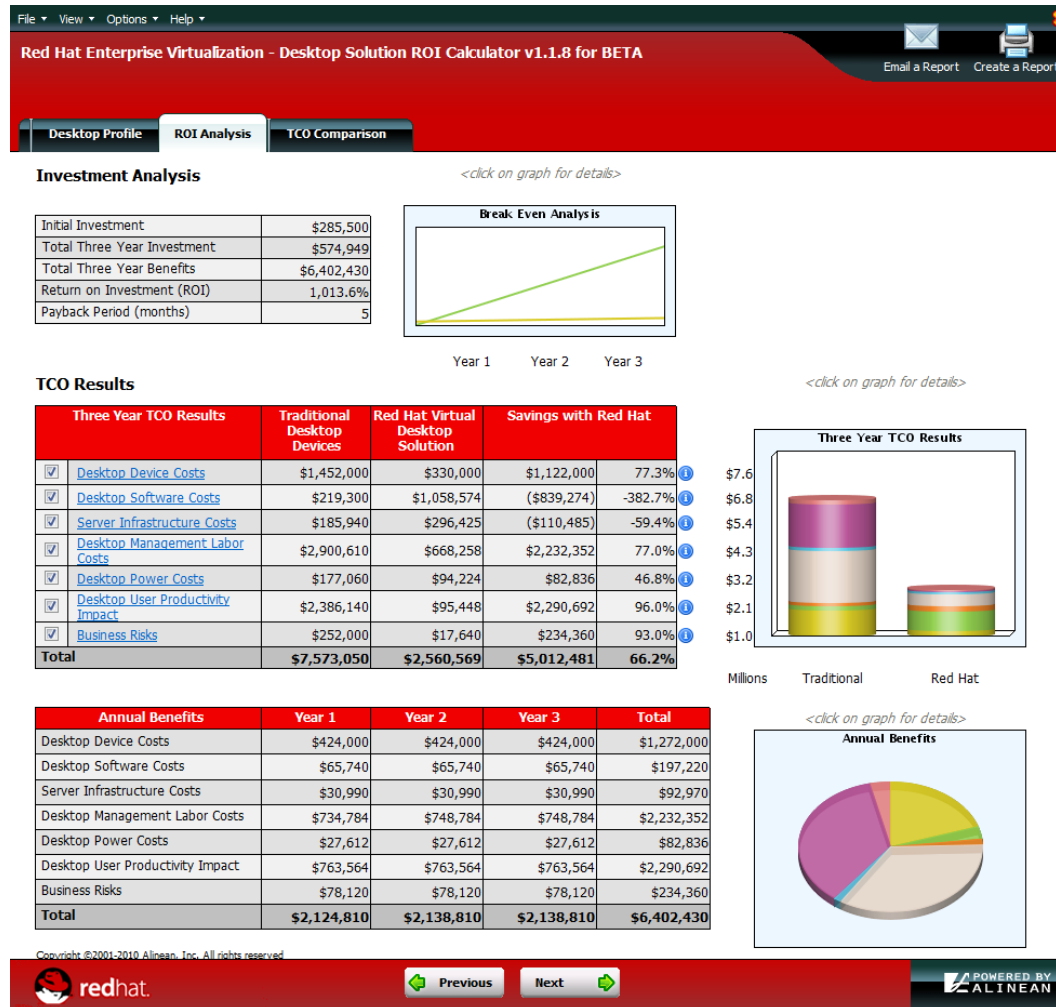 File ▾ View ▾ Options ▾ Help ▾
Red Hat Enterprise Virtualization - Desktop Solution ROI Calculator v1.1.8 for BETA
Email a Report Create a Report
Desktop Profile ROI Analysis TCO Comparison
Investment Analysis
<click on graph for details>
Initial Investment $285,500
Total Three Year Investment $574,949
Total Three Year Benefits $6,402,430
Return on Investment (ROI) 1,013.6%
Payback Period (months) 5
Break Even Analysis
Year 1 Year 2 Year 3
TCO Results
<click on graph for details>
Three Year TCO Results Traditional Desktop Devices Red Hat Virtual Desktop Solution Savings with Red Hat
Desktop Device Costs $1,452,000 $330,000 $1,122,000 77.3%
Desktop Software Costs $219,300 $1,058,574 ($839,274) -382.7%
Server Infrastructure Costs $185,940 $296,425 ($110,485) -59.4%
Desktop Management Labor Costs $2,900,610 $668,258 $2,232,352 77.0%
Desktop Power Costs $177,060 $94,224 $82,836 46.8%
Desktop User Productivity Impact $2,386,140 $95,448 $2,290,692 96.0%
Business Risks $252,000 $17,640 $234,360 93.0%
Total $7,573,050 $2,560,569 $5,012,481 66.2%
Three Year TCO Results
$7.6
$6.8
$5.4
$4.3
$3.2
$2.1
$1.0
Millions Traditional Red Hat
Annual Benefits Year 1 Year 2 Year 3 Total
Desktop Device Costs $424,000 $424,000 $424,000 $1,272,000
Desktop Software Costs $65,740 $65,740 $65,740 $197,220
Server Infrastructure Costs $30,990 $30,990 $30,990 $92,970
Desktop Management Labor Costs $734,784 $748,784 $748,784 $2,232,352
Desktop Power Costs $27,612 $27,612 $27,612 $82,836
Desktop User Productivity Impact $763,564 $763,564 $763,564 $2,290,692
Business Risks $78,120 $78,120 $78,120 $234,360
Total $2,124,810 $2,138,810 $2,138,810 $6,402,430
<click on graph for details>
Annual Benefits
Copyright ©2001-2010 Alinean, Inc. All rights reserved
redhat.
Previous Next
POWERED BY
ALINEAN